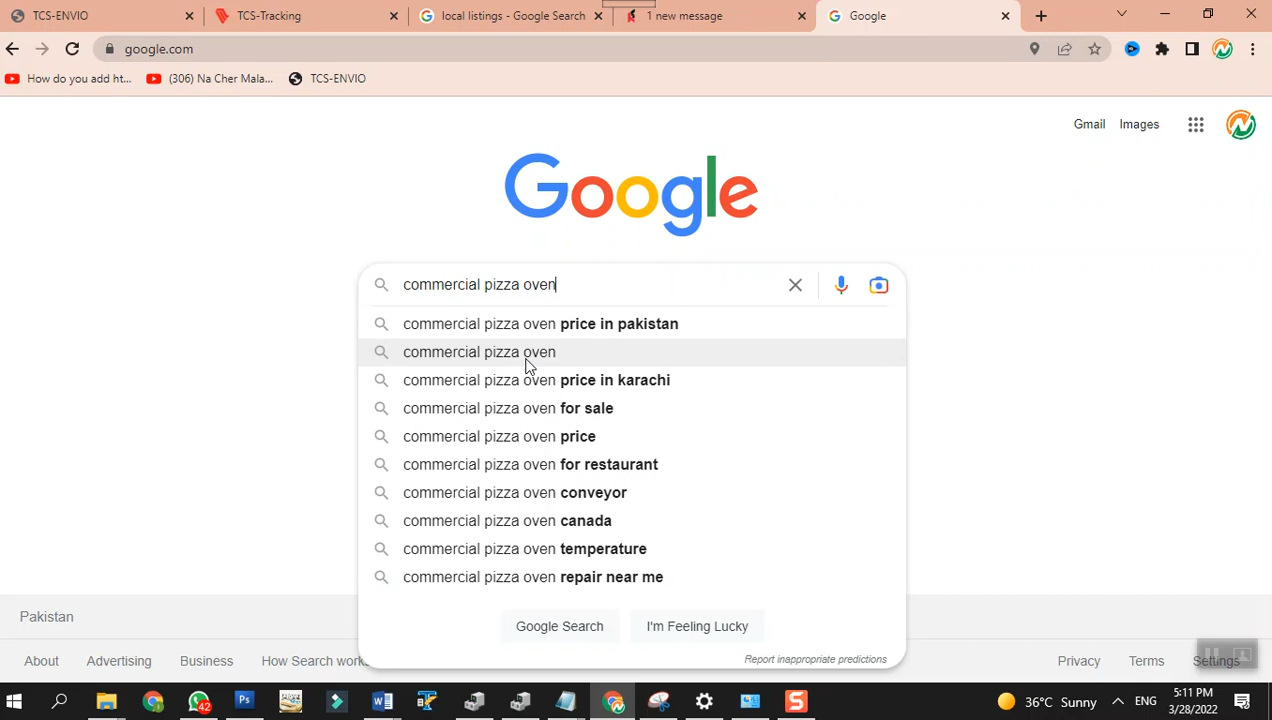 TCS-ENVIO
TCS-Tracking
local listings - Google Search
1 new message
Google
google.com
How do you add ht...
(306) Na Cher Mala...
TCS-ENVIO
Gmail
Images
Google
commercial pizza oven
commercial pizza oven price in pakistan
commercial pizza oven
commercial pizza oven price in karachi
commercial pizza oven for sale
commercial pizza oven price
commercial pizza oven for restaurant
commercial pizza oven conveyor
commercial pizza oven canada
commercial pizza oven temperature
commercial pizza oven repair near me
Google Search
I'm Feeling Lucky
Report inappropriate predictions
Pakistan
About
Advertising
Business
How Search works
Privacy
Terms
Settings
42
Ps
36°C Sunny
ENG
5:11 PM
3/28/2022